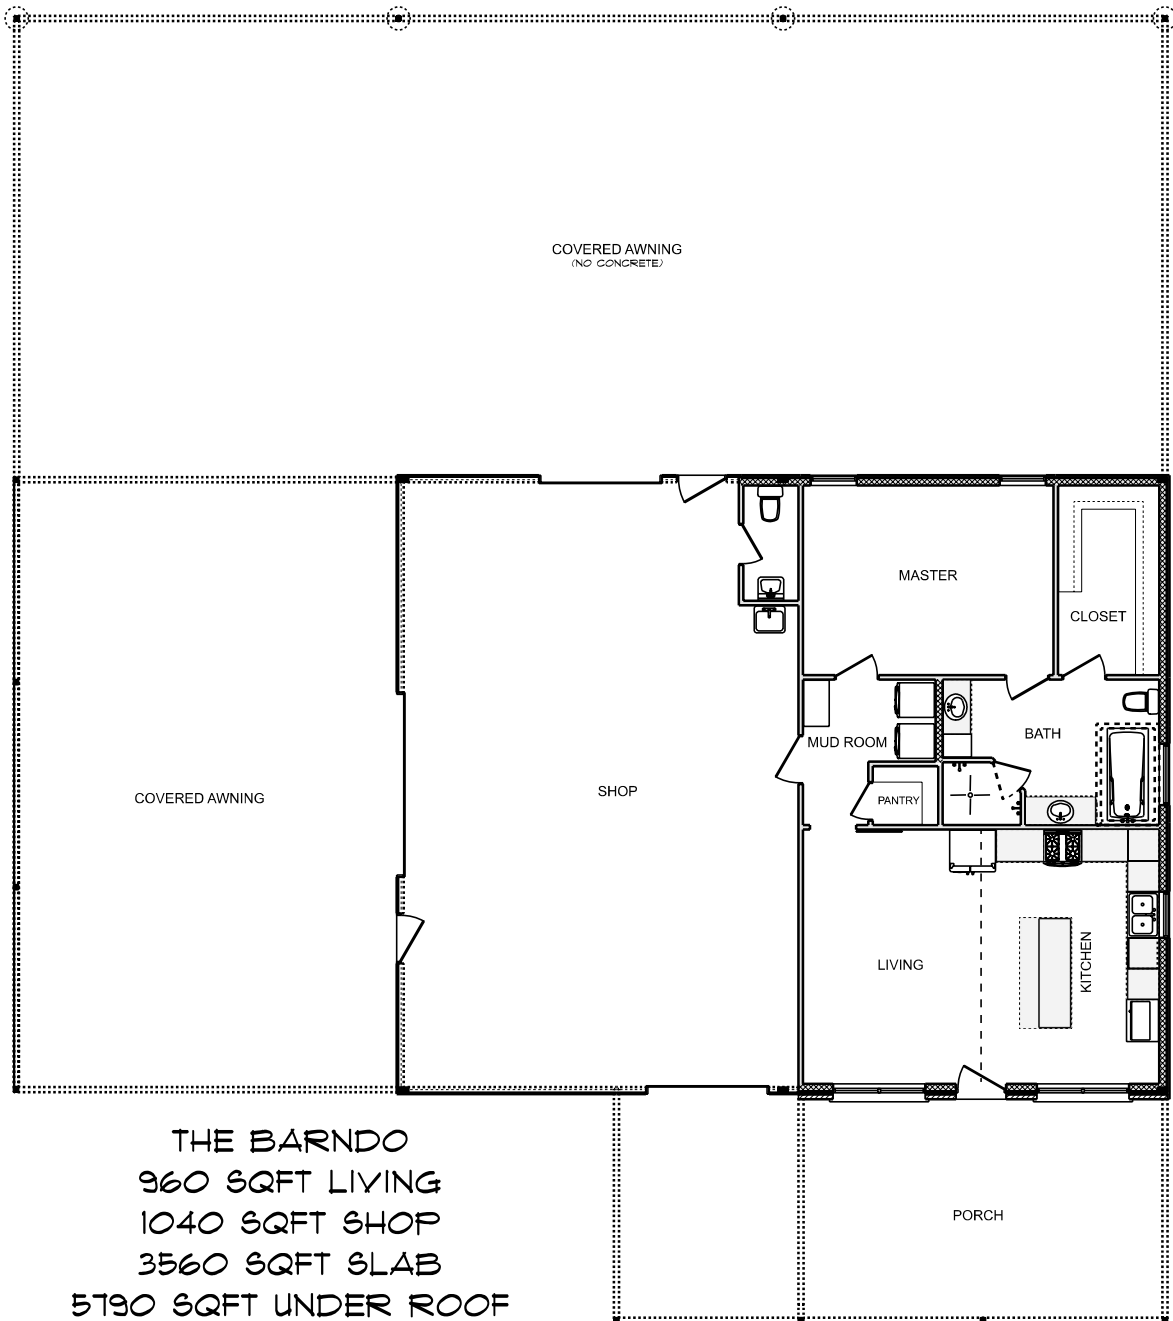 COVERED AWNING
(NO CONCRETE)
MASTER
CLOSET
MUD ROOM
BATH
COVERED AWNING
SHOP
PANTRY
LIVING
KITCHEN
THE BARNDO
960 SQFT LIVING
1040 SQFT SHOP
3560 SQFT SLAB
5790 SQFT UNDER ROOF
PORCH